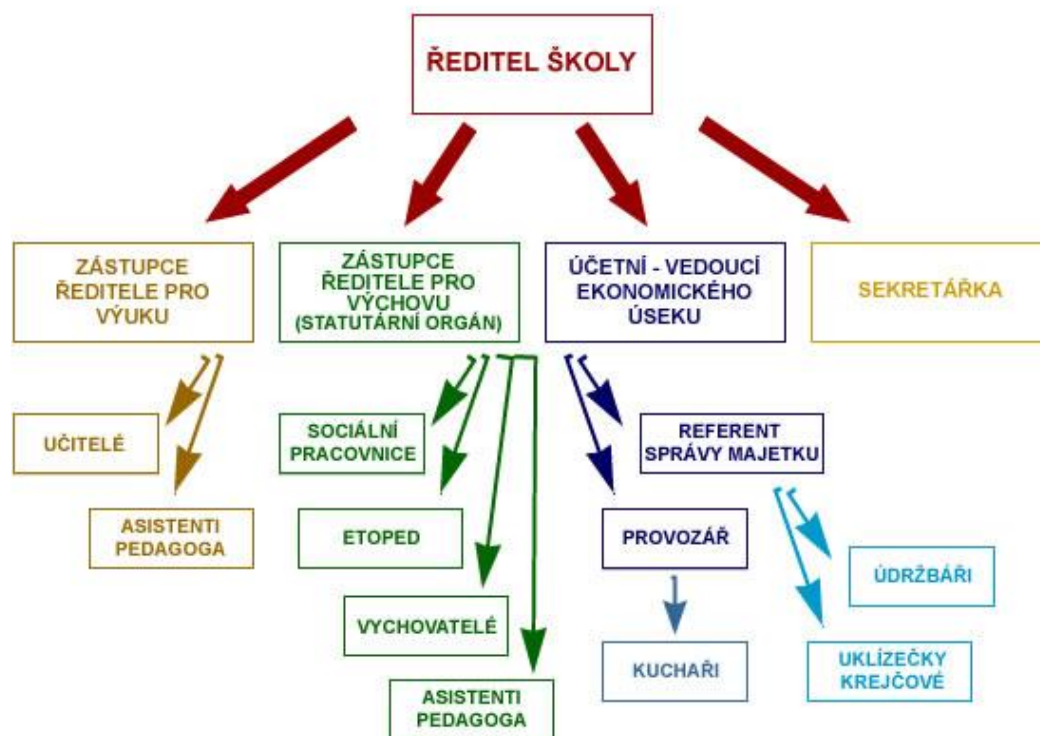 ŘEDITEL ŠKOLY
ZÁSTUPCE
ŘEDITELE PRO
VÝUKU
ZÁSTUPCE
ŘEDITELE PRO
VÝCHOVU
(STATUTÁRNÍ ORGÁN)
ÚČETNÍ - VEDOUCÍ
EKONOMICKÉHO
ÚSEKU
SEKRETÁŘKA
UČITELÉ
SOCIÁLNÍ
PRACOVNICE
REFERENT
SPRÁVY MAJETKU
ASISTENTI
PEDAGOGA
ETOPED
PROVOZÁŘ
ÚDRŽBÁŘI
VYCHOVATELÉ
KUCHAŘI
UKLÍZEČKY
KREJČOVÉ
ASISTENTI
PEDAGOGA